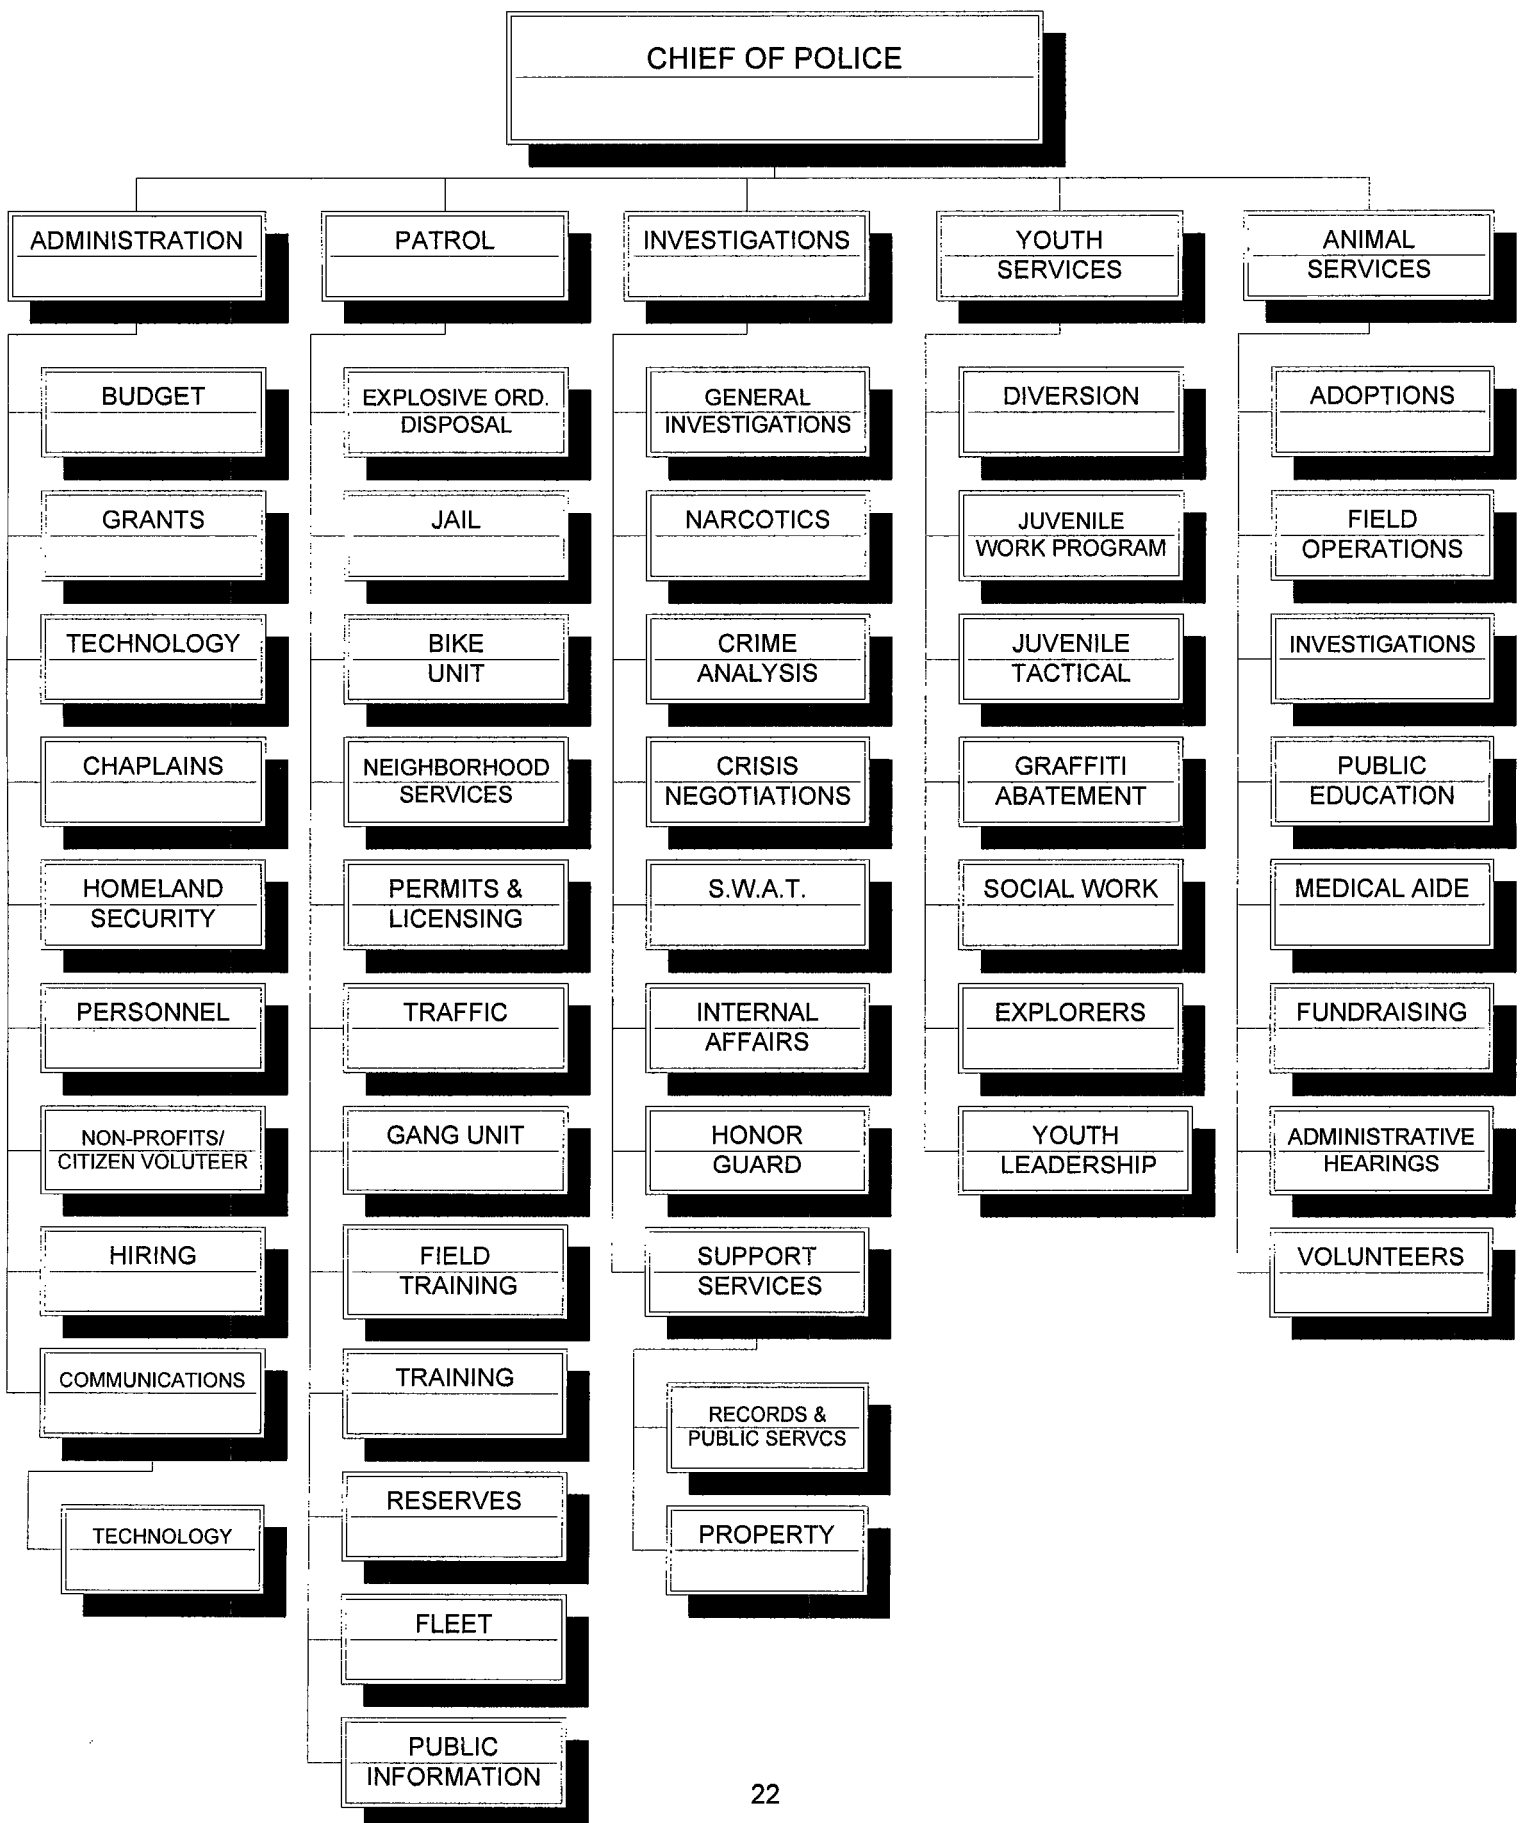 CHIEF OF POLICE
ADMINISTRATION
BUDGET
GRANTS
TECHNOLOGY
CHAPLAINS
HOMELAND
SECURITY
PERSONNEL
NON-PROFITS/
CITIZEN VOLUTEER
HIRING
COMMUNICATIONS
TECHNOLOGY
PATROL
EXPLOSIVE ORD.
DISPOSAL
JAIL
BIKE
UNIT
NEIGHBORHOOD
SERVICES
PERMITS &
LICENSING
TRAFFIC
GANG UNIT
FIELD
TRAINING
TRAINING
RESERVES
FLEET
PUBLIC
INFORMATION
INVESTIGATIONS
GENERAL
INVESTIGATIONS
NARCOTICS
CRIME
ANALYSIS
CRISIS
NEGOTIATIONS
S.W.A.T.
INTERNAL
AFFAIRS
HONOR
GUARD
SUPPORT
SERVICES
RECORDS &
PUBLIC SERVCS
PROPERTY
YOUTH
SERVICES
DIVERSION
JUVENILE
WORK PROGRAM
JUVENILE
TACTICAL
GRAFFITI
ABATEMENT
SOCIAL WORK
EXPLORERS
YOUTH
LEADERSHIP
ANIMAL
SERVICES
ADOPTIONS
FIELD
OPERATIONS
INVESTIGATIONS
PUBLIC
EDUCATION
MEDICAL AIDE
FUNDRAISING
ADMINISTRATIVE
HEARINGS
VOLUNTEERS
22